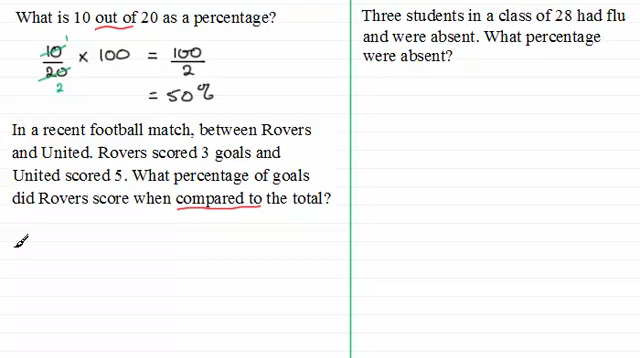 What is 10 out of 20 as a percentage?
10/20 × 100 = 100/2
1
2
= 50%
In a recent football match, between Rovers
and United. Rovers scored 3 goals and
United scored 5. What percentage of goals
did Rovers score when compared to the total?
Three students in a class of 28 had flu
and were absent. What percentage
were absent?